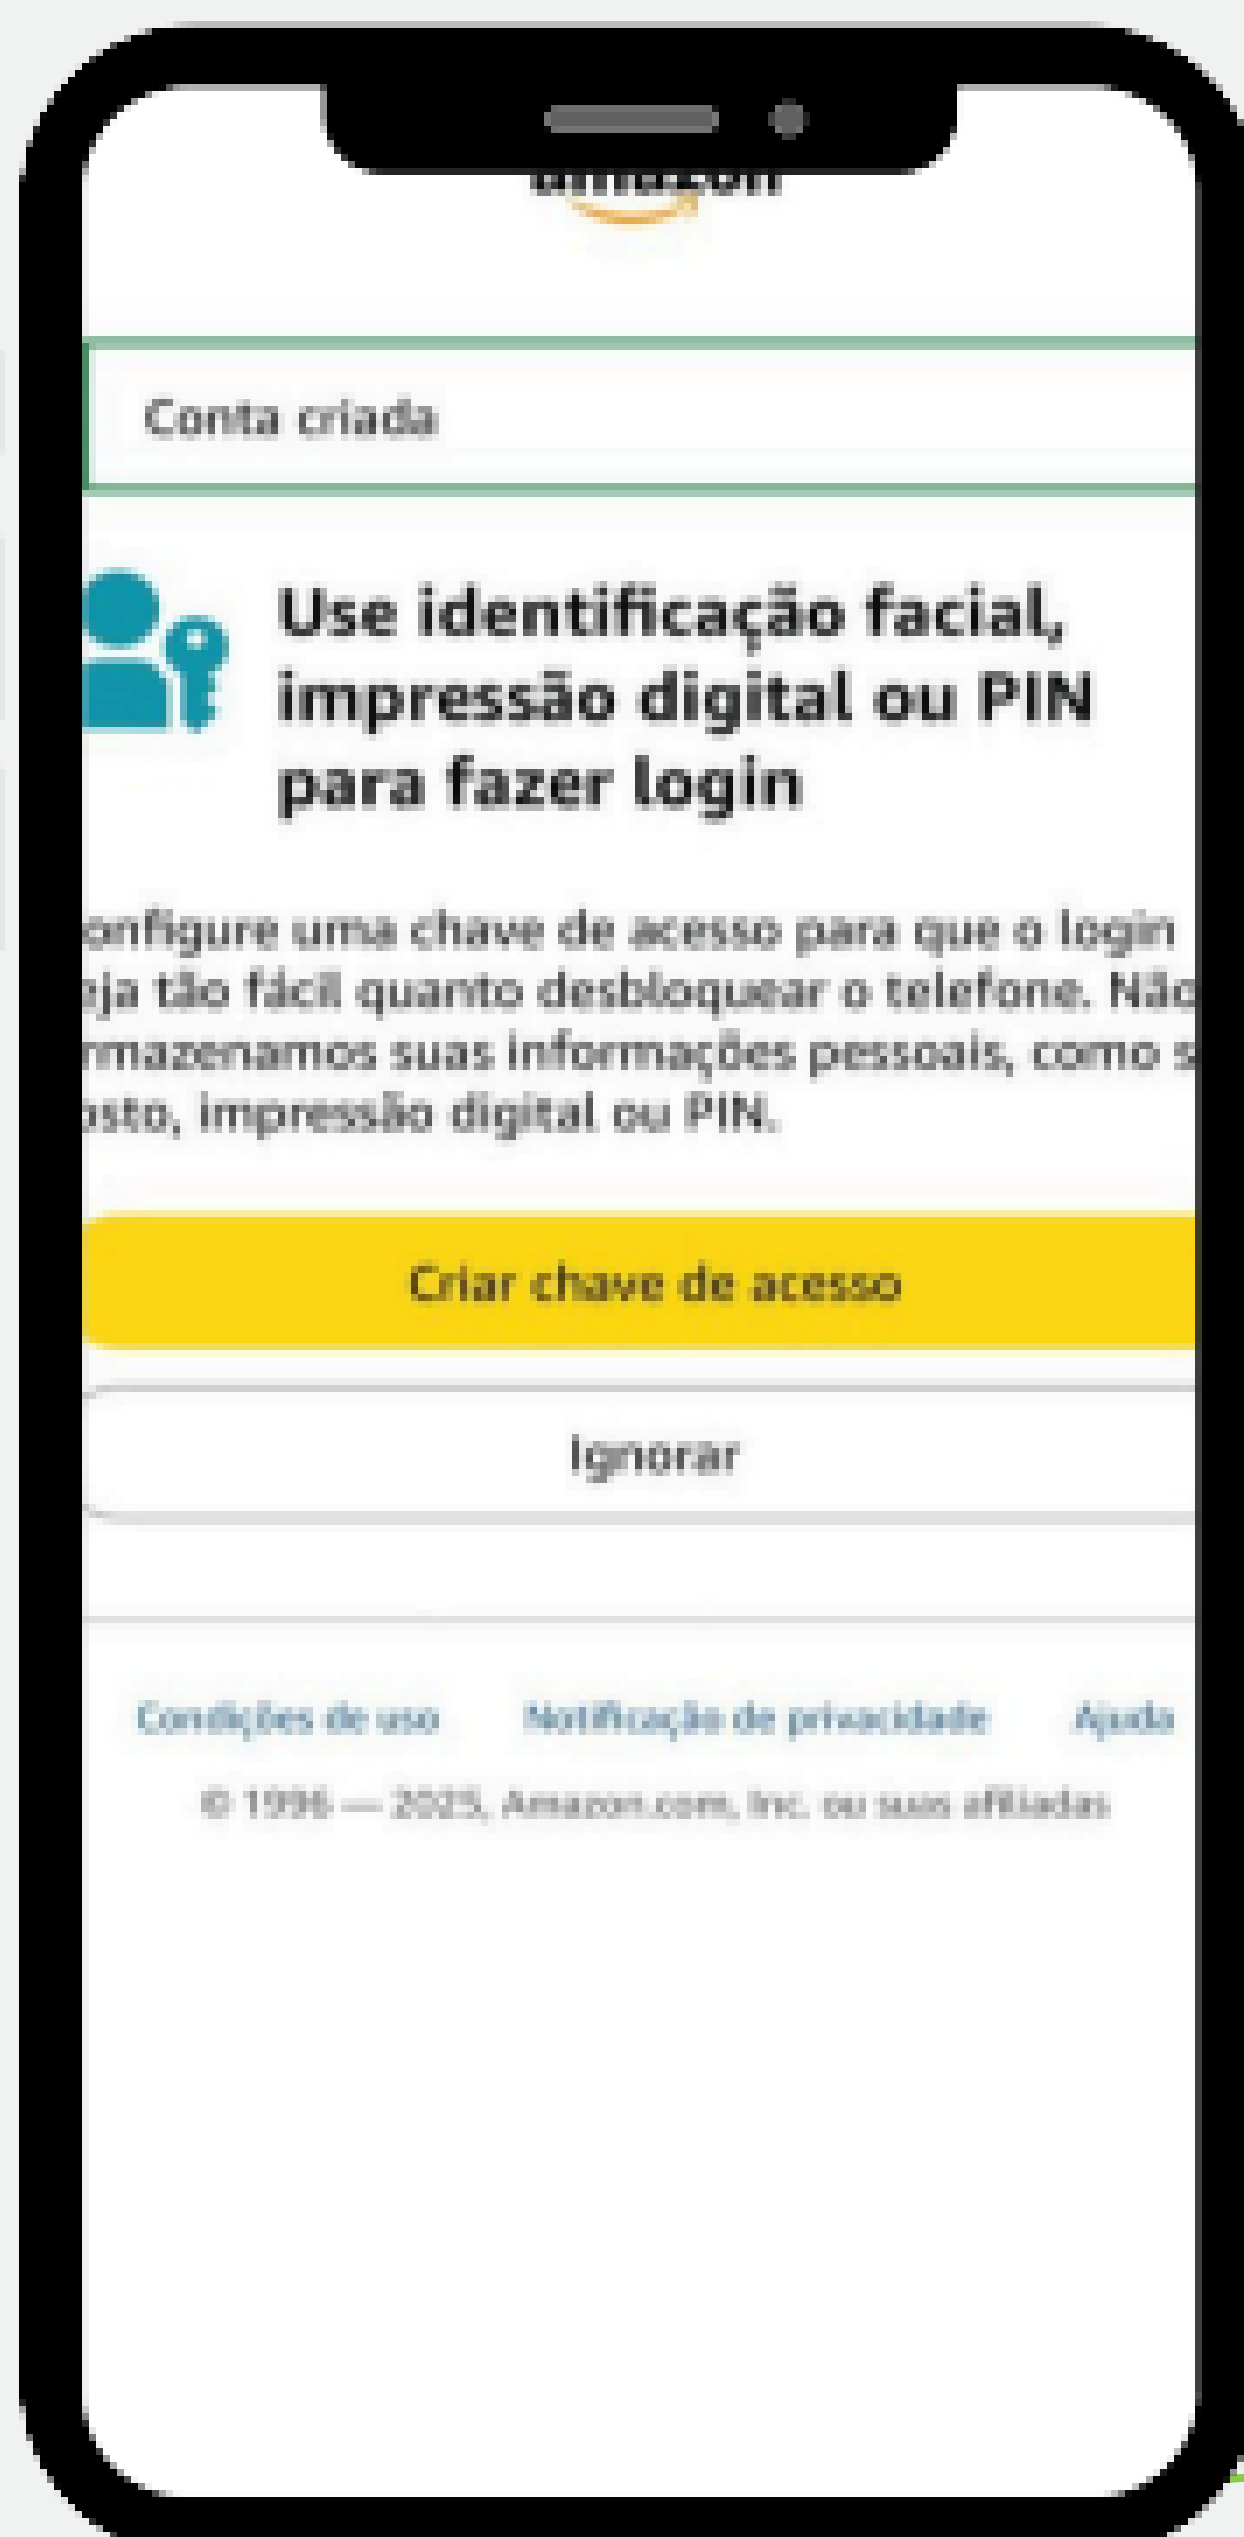 amazon
Conta criada
Use identificação facial,
impressão digital ou PIN
para fazer login
onfigure uma chave de acesso para que o login
eja tão fácil quanto desbloquear o telefone. Não
rmazenamos suas informações pessoais, como s
osto, impressão digital ou PIN.
Criar chave de acesso
Ignorar
Condições de uso Notificação de privacidade Ajuda
© 1996 — 2025, Amazon.com, Inc. ou suas afiliadas